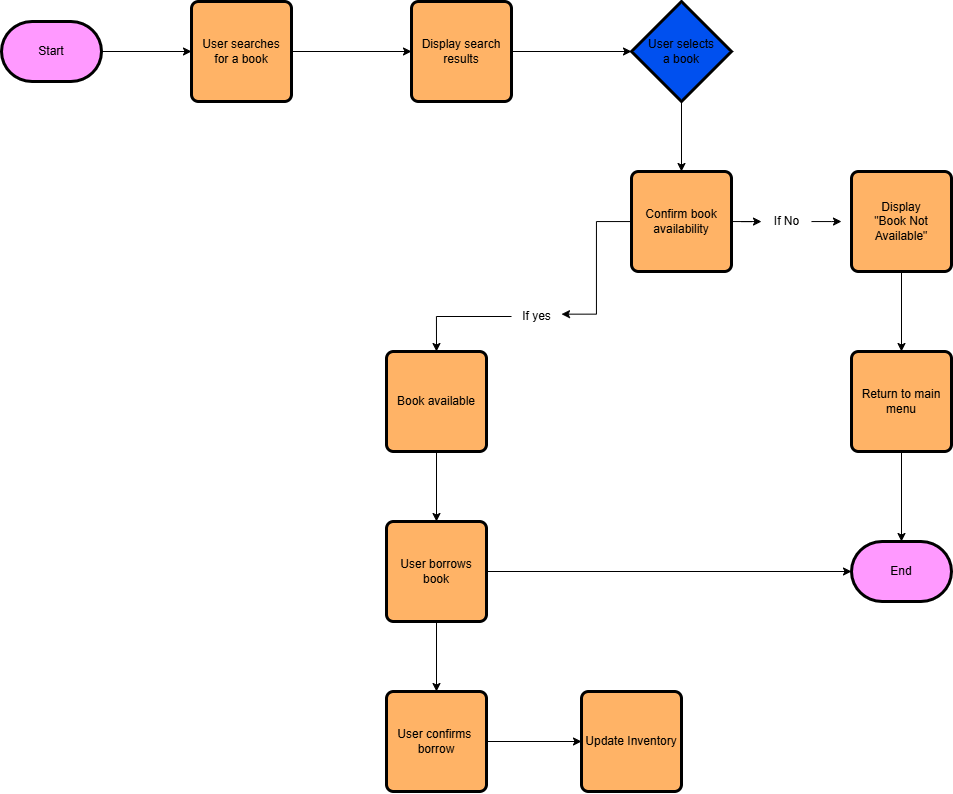 Start
User searches
for a book
Display search
results
User selects
a book
Confirm book
availability
If No
Display
"Book Not
Available"
If yes
Book available
Return to main
menu
User borrows
book
End
User confirms
borrow
Update Inventory